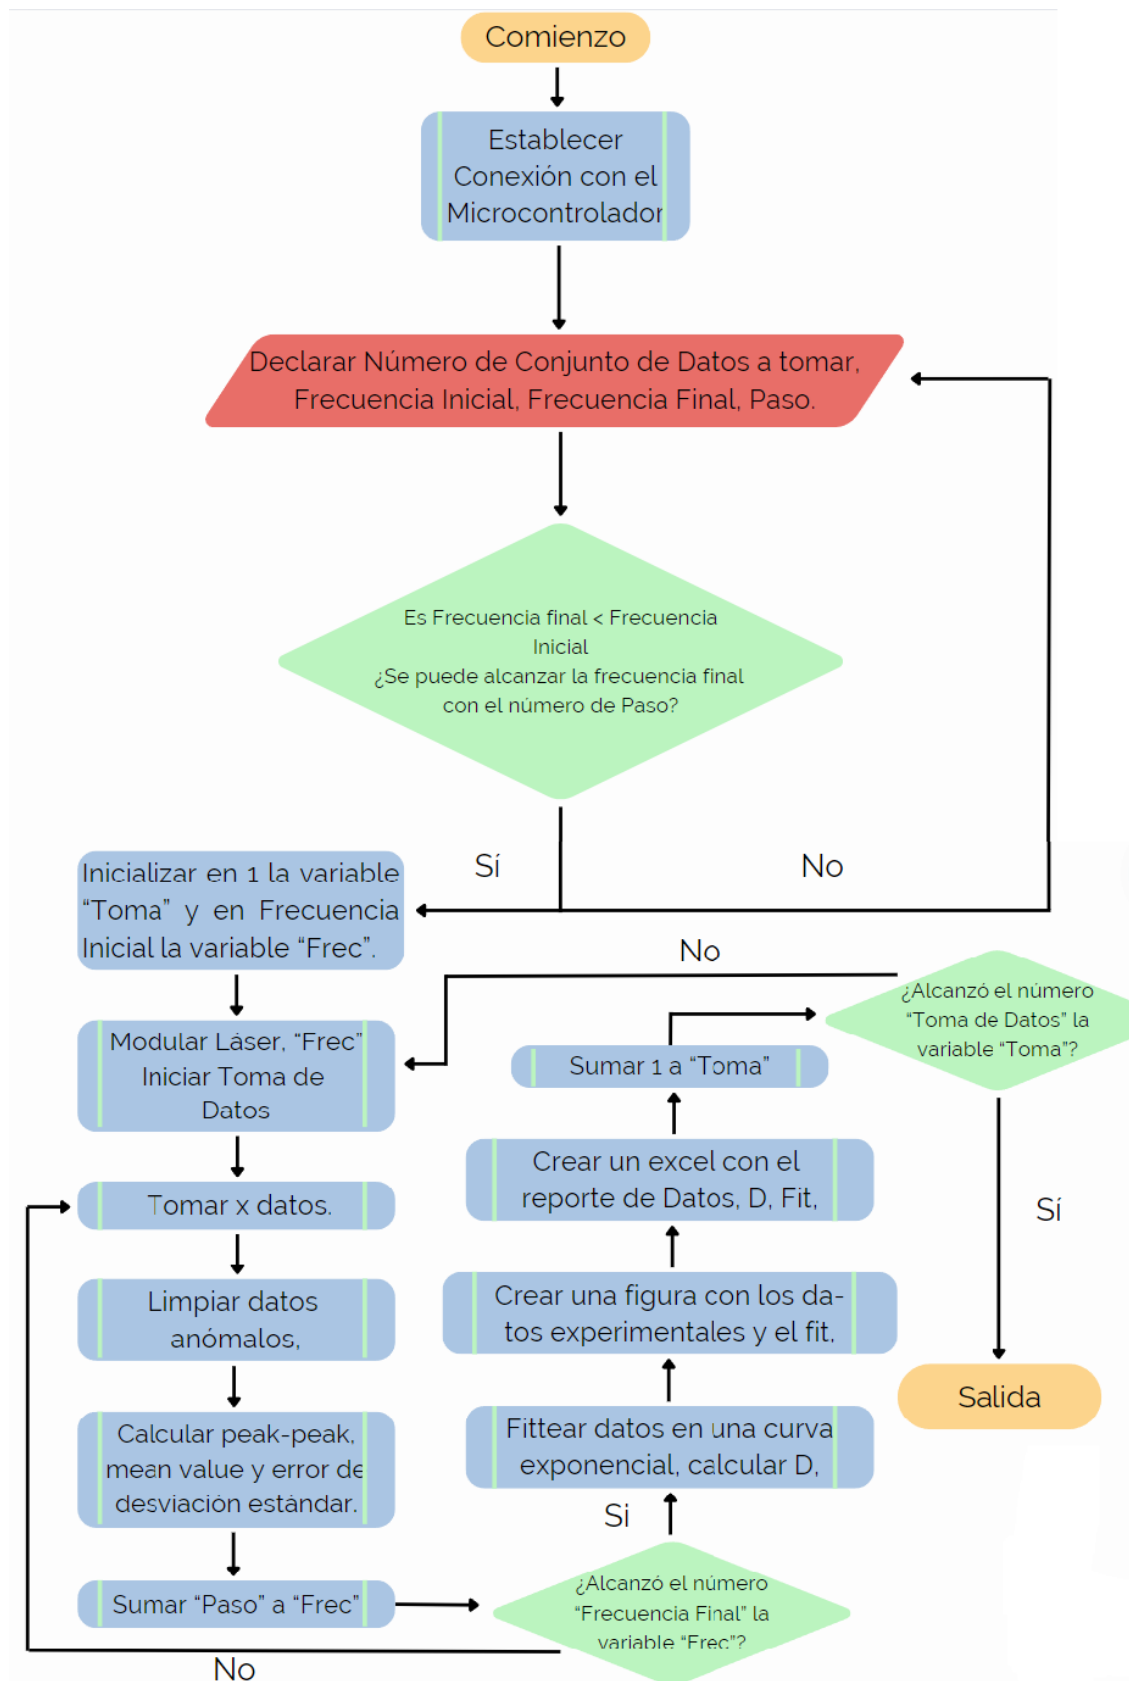 Comienzo
Establecer
Conexión con el
Microcontrolador
Declarar Número de Conjunto de Datos a tomar,
Frecuencia Inicial, Frecuencia Final, Paso.
Es Frecuencia final < Frecuencia
Inicial
¿Se puede alcanzar la frecuencia final
con el número de Paso?
Sí
No
Inicializar en 1 la variable
“Toma” y en Frecuencia
Inicial la variable “Frec”.
Modular Láser, “Frec”
Iniciar Toma de
Datos
Tomar x datos.
Limpiar datos
anómalos,
Calcular peak-peak,
mean value y error de
desviación estándar.
Sumar “Paso” a “Frec”
¿Alcanzó el número
“Frecuencia Final” la
variable “Frec”?
No
Si
Fittear datos en una curva
exponencial, calcular D,
Crear una figura con los da-
tos experimentales y el fit,
Crear un excel con el
reporte de Datos, D, Fit,
Sumar 1 a “Toma”
¿Alcanzó el número
“Toma de Datos” la
variable “Toma”?
No
Sí
Salida